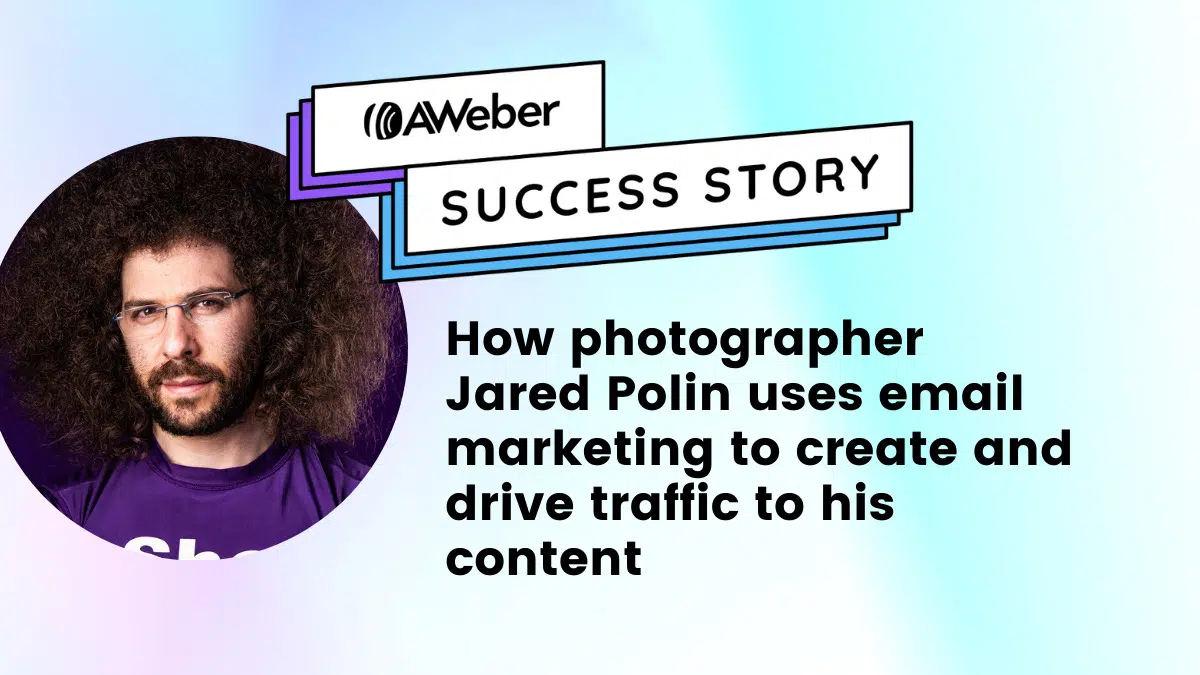 AWeber
SUCCESS STORY
How photographer
Jared Polin uses email
marketing to create and
drive traffic to his
content